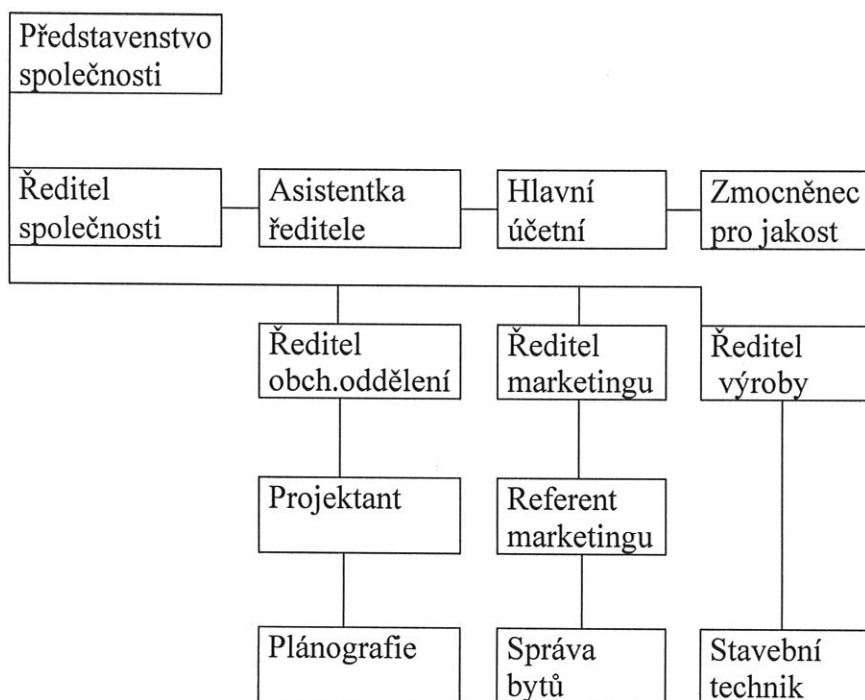 Představenstvo
společnosti
Ředitel
společnosti
Asistentka
ředitele
Hlavní
účetní
Zmocněnec
pro jakost
Ředitel
obch.oddělení
Ředitel
marketingu
Ředitel
výroby
Projektant
Referent
marketingu
Plánografie
Správa
bytů
Stavební
technik